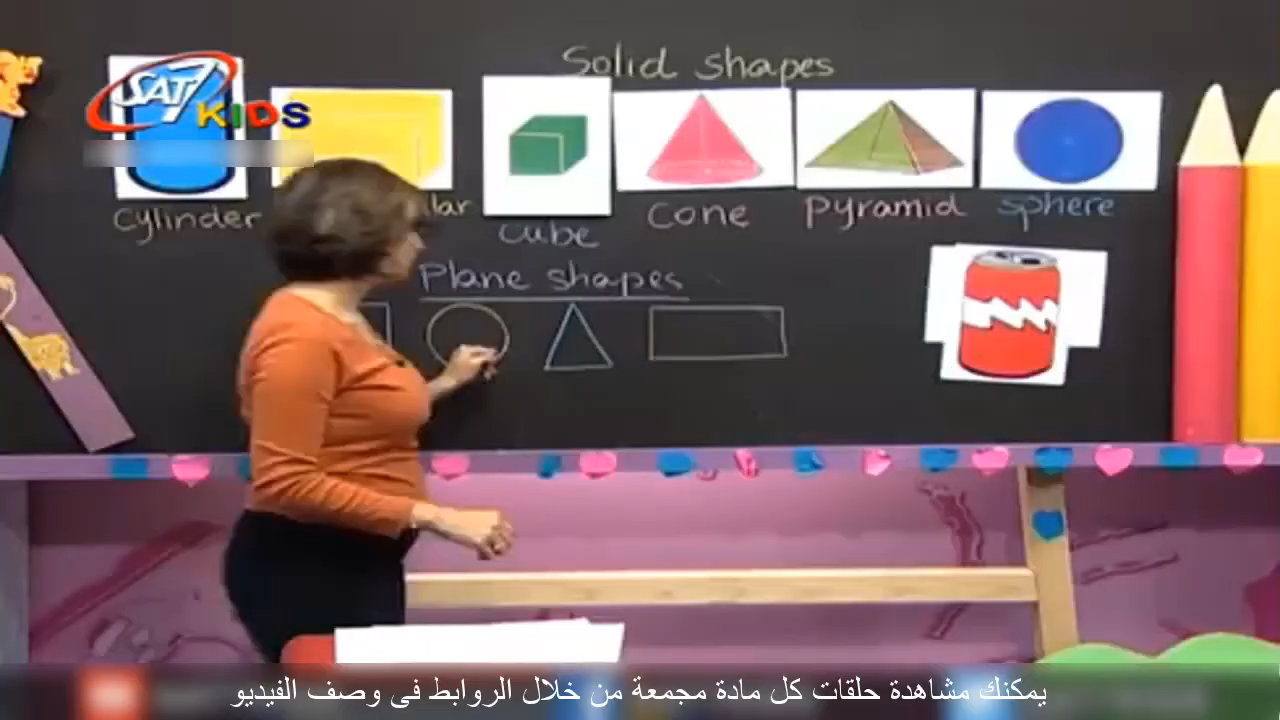 Solid shapes
SAT7
KIDS
cylinder
cube
cone
pyramid
sphere
Plane shapes
يمكنك مشاهدة حلقات كل مادة مجمعة من خلال الروابط فى وصف الفيديو